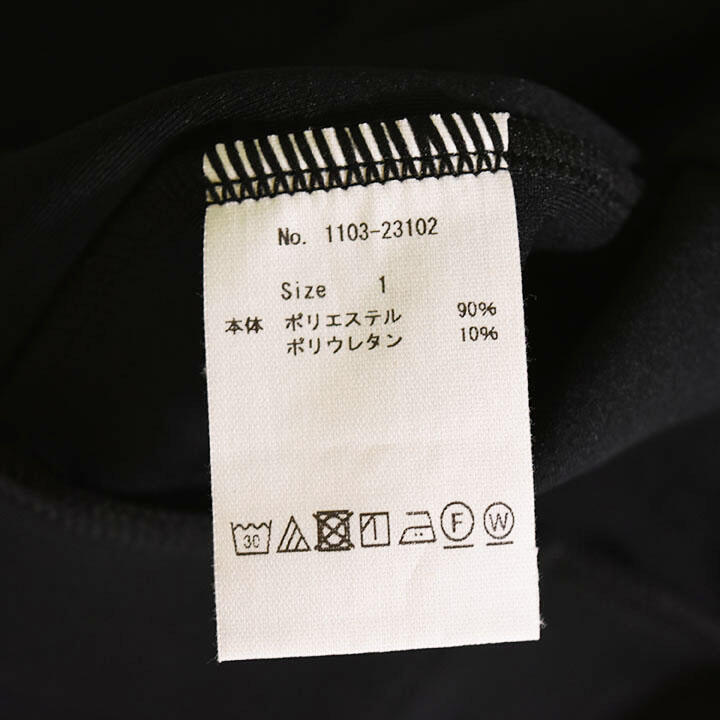 No. 1103-23102
Size 1
本体 ポリエステル 90%
ポリウレタン 10%
30 F W